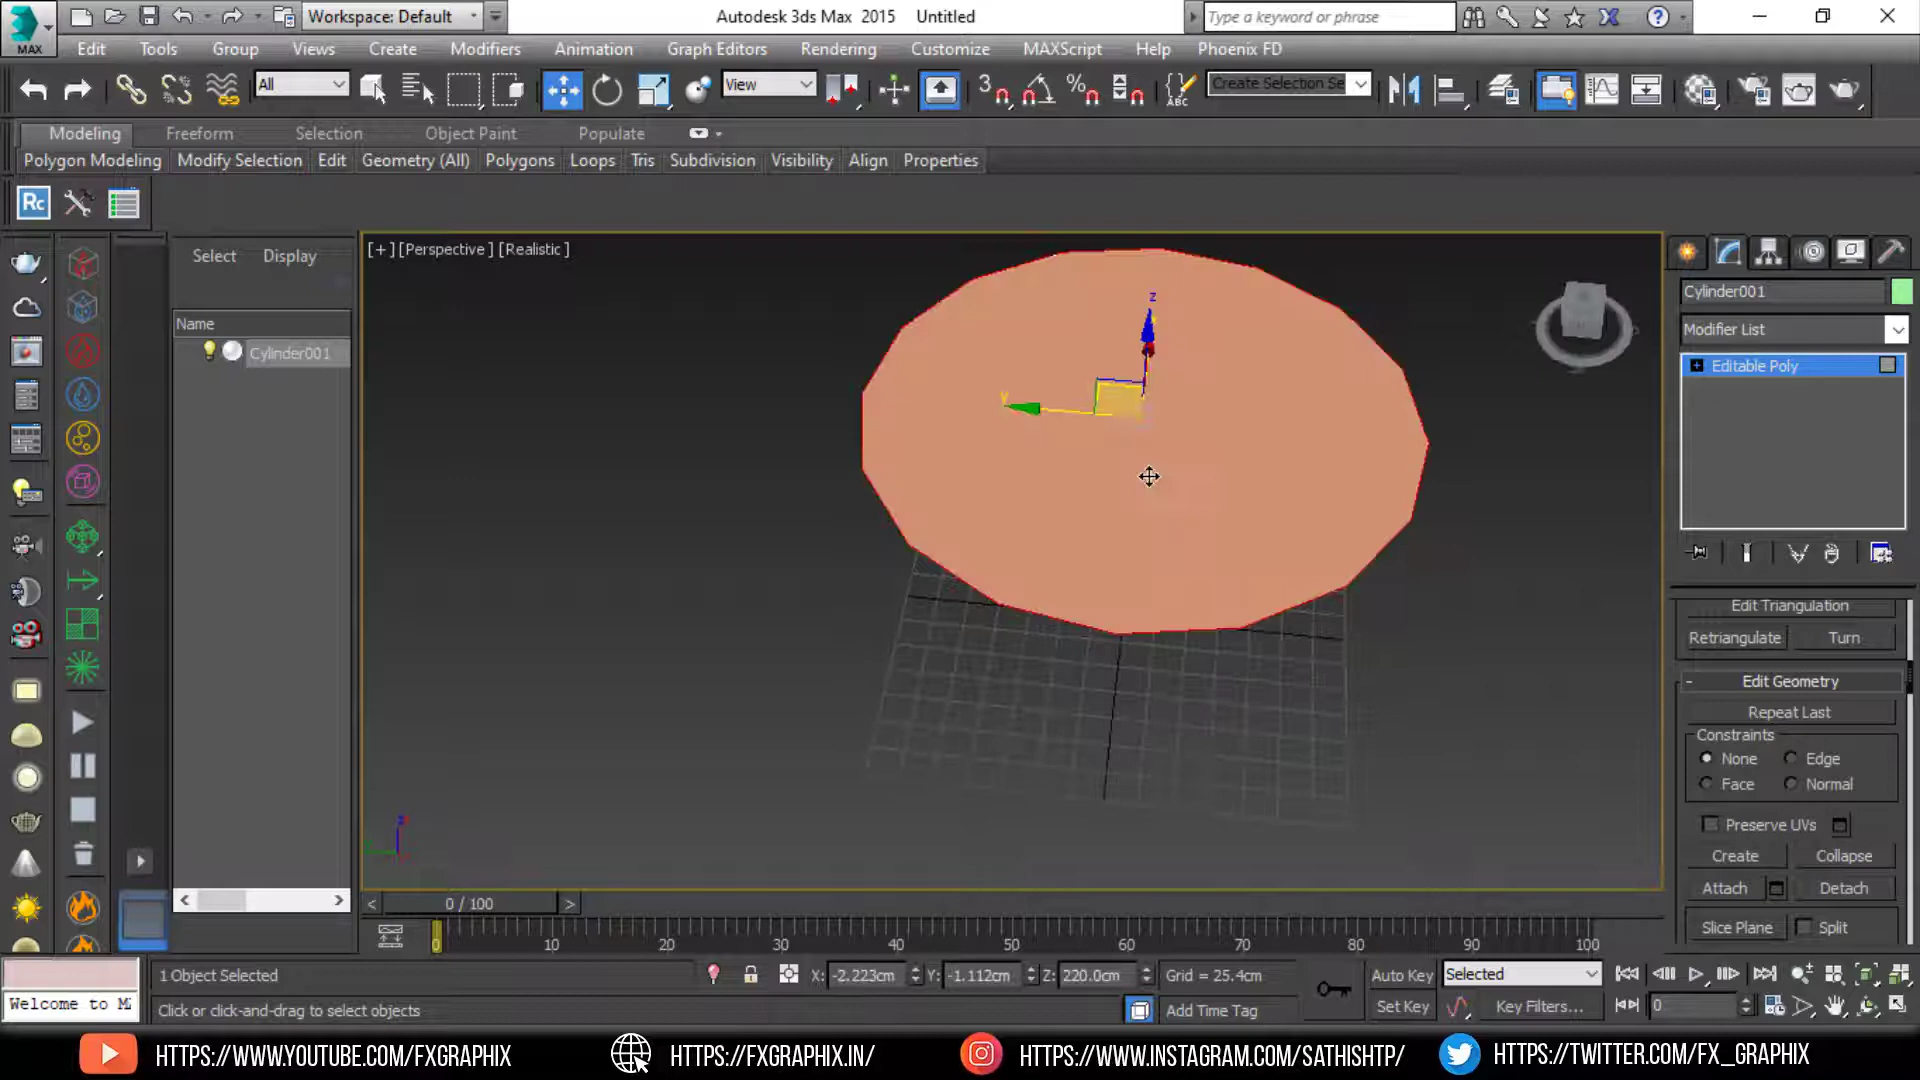 Workspace: Default
Autodesk 3ds Max 2015 Untitled
Type a keyword or phrase
MAX
Edit Tools Group Views Create Modifiers Animation Graph Editors Rendering Customize MAXScript Help Phoenix FD
All
View
3
ABC
Create Selection Se
Modeling Freeform Selection Object Paint Populate
Polygon Modeling Modify Selection Edit Geometry (All) Polygons Loops Tris Subdivision Visibility Align Properties
Rc
Select Display
Name
Cylinder001
[+] [Perspective] [Realistic]
z
y
z
Cylinder001
Modifier List
Editable Poly
Edit Triangulation
Retriangulate Turn
- Edit Geometry
Repeat Last
Constraints
None Edge
Face Normal
Preserve UVs
Create Collapse
Attach Detach
Slice Plane Split
< 0 / 100 >
0 10 20 30 40 50 60 70 80 90 100
1 Object Selected
X: -2.223cm Y: -1.112cm Z: 220.0cm Grid = 25.4cm
Auto Key Selected
Welcome to M
Click or click-and-drag to select objects
Add Time Tag
Set Key Key Filters... 0
HTTPS://WWW.YOUTUBE.COM/FXGRAPHIX HTTPS://FXGRAPHIX.IN/ HTTPS://WWW.INSTAGRAM.COM/SATHISHTP/ HTTPS://TWITTER.COM/FX_GRAPHIX